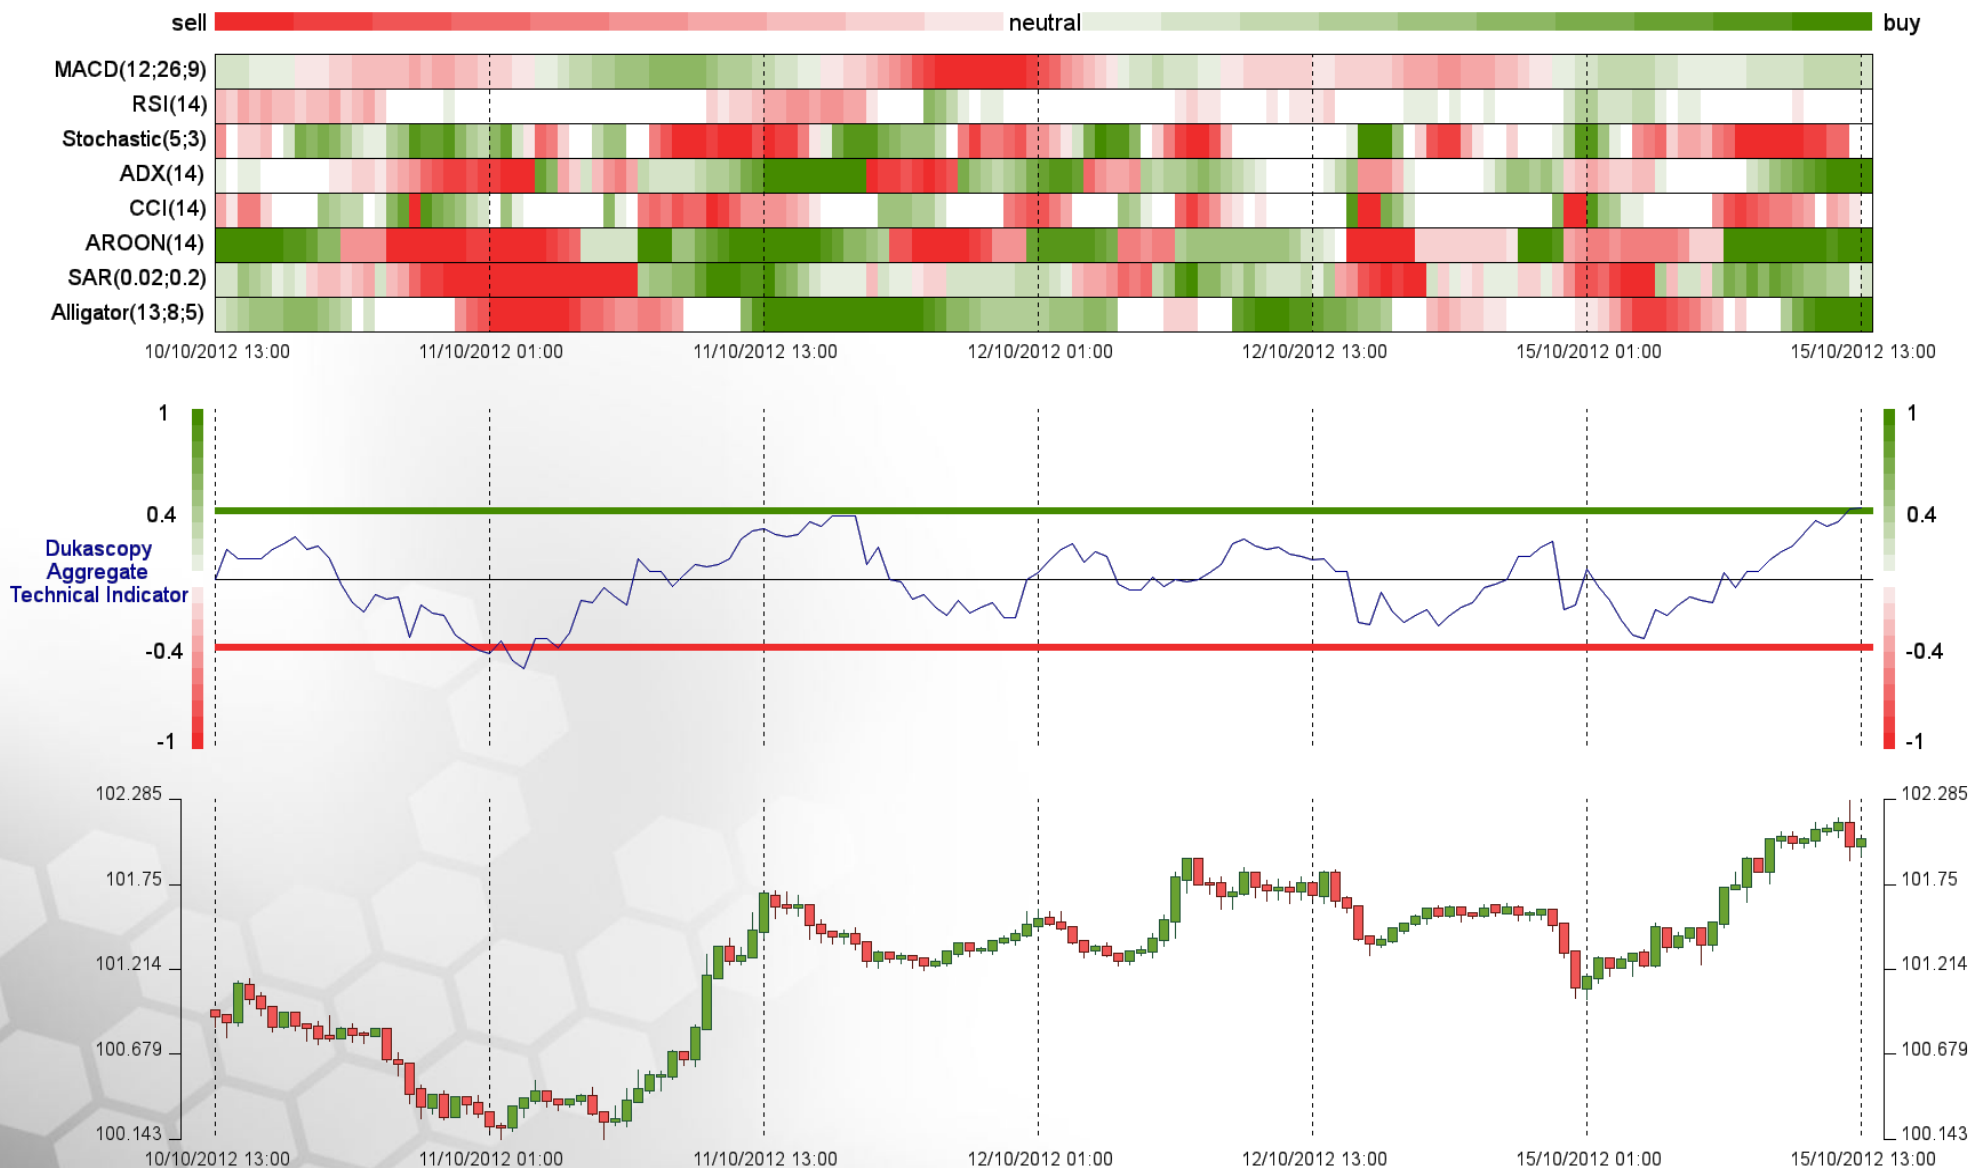 sell neutral buy
MACD(12;26;9)
RSI(14)
Stochastic(5;3)
ADX(14)
CCI(14)
AROON(14)
SAR(0.02;0.2)
Alligator(13;8;5)
10/10/2012 13:00 11/10/2012 01:00 11/10/2012 13:00 12/10/2012 01:00 12/10/2012 13:00 15/10/2012 01:00 15/10/2012 13:00
1 1
0.4 0.4
Dukascopy
Aggregate
Technical Indicator
-0.4 -0.4
-1 -1
102.285 102.285
101.75 101.75
101.214 101.214
100.679 100.679
100.143 100.143
10/10/2012 13:00 11/10/2012 01:00 11/10/2012 13:00 12/10/2012 01:00 12/10/2012 13:00 15/10/2012 01:00 15/10/2012 13:00